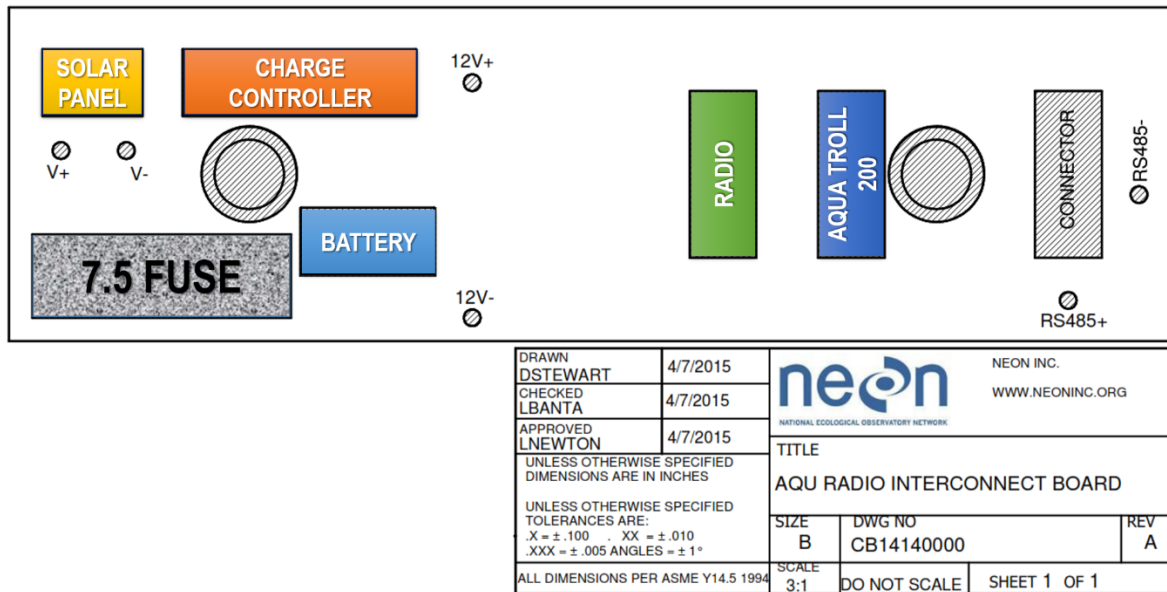 SOLAR
PANEL
CHARGE
CONTROLLER
12V+
V+
V-
BATTERY
7.5 FUSE
12V-
RADIO
AQUA TROLL
200
CONNECTOR
RS485-
RS485+
DRAWN
DSTEWART
4/7/2015
CHECKED
LBANTA
4/7/2015
APPROVED
LNEWTON
4/7/2015
UNLESS OTHERWISE SPECIFIED
DIMENSIONS ARE IN INCHES
UNLESS OTHERWISE SPECIFIED
TOLERANCES ARE:
.X = ± .100 . XX = ± .010
.XXX = ± .005 ANGLES = ± 1°
ALL DIMENSIONS PER ASME Y14.5 1994
neon
NATIONAL ECOLOGICAL OBSERVATORY NETWORK
NEON INC.
WWW.NEONINC.ORG
TITLE
AQU RADIO INTERCONNECT BOARD
SIZE
B
DWG NO
CB14140000
REV
A
SCALE
3:1
DO NOT SCALE
SHEET 1 OF 1